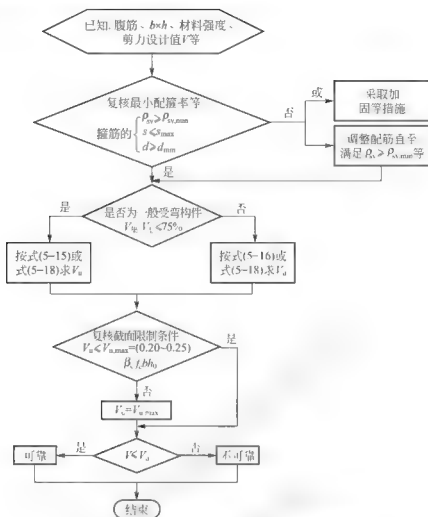 已知:腹筋、b×h、材料强度、
剪力设计值V等
复核最小配箍率等
箍筋的
ρsv≥ρsv,min
s≤smax
d≥dmin
否
或
采取加
固等措施
调整配筋直至
满足ρsv≥ρsv,min等
是
是
是否为一般受弯构件
≤75%
否
按式(5-15)或
式(5-18)求Vu
按式(5-16)或
式(5-18)求Vu
复核截面限制条件
Vu≤Vu,max=(0.20~0.25)
βcfcbh0
是
否
Vu=Vu,max
是
V≤Vu
否
可靠
不可靠
结束